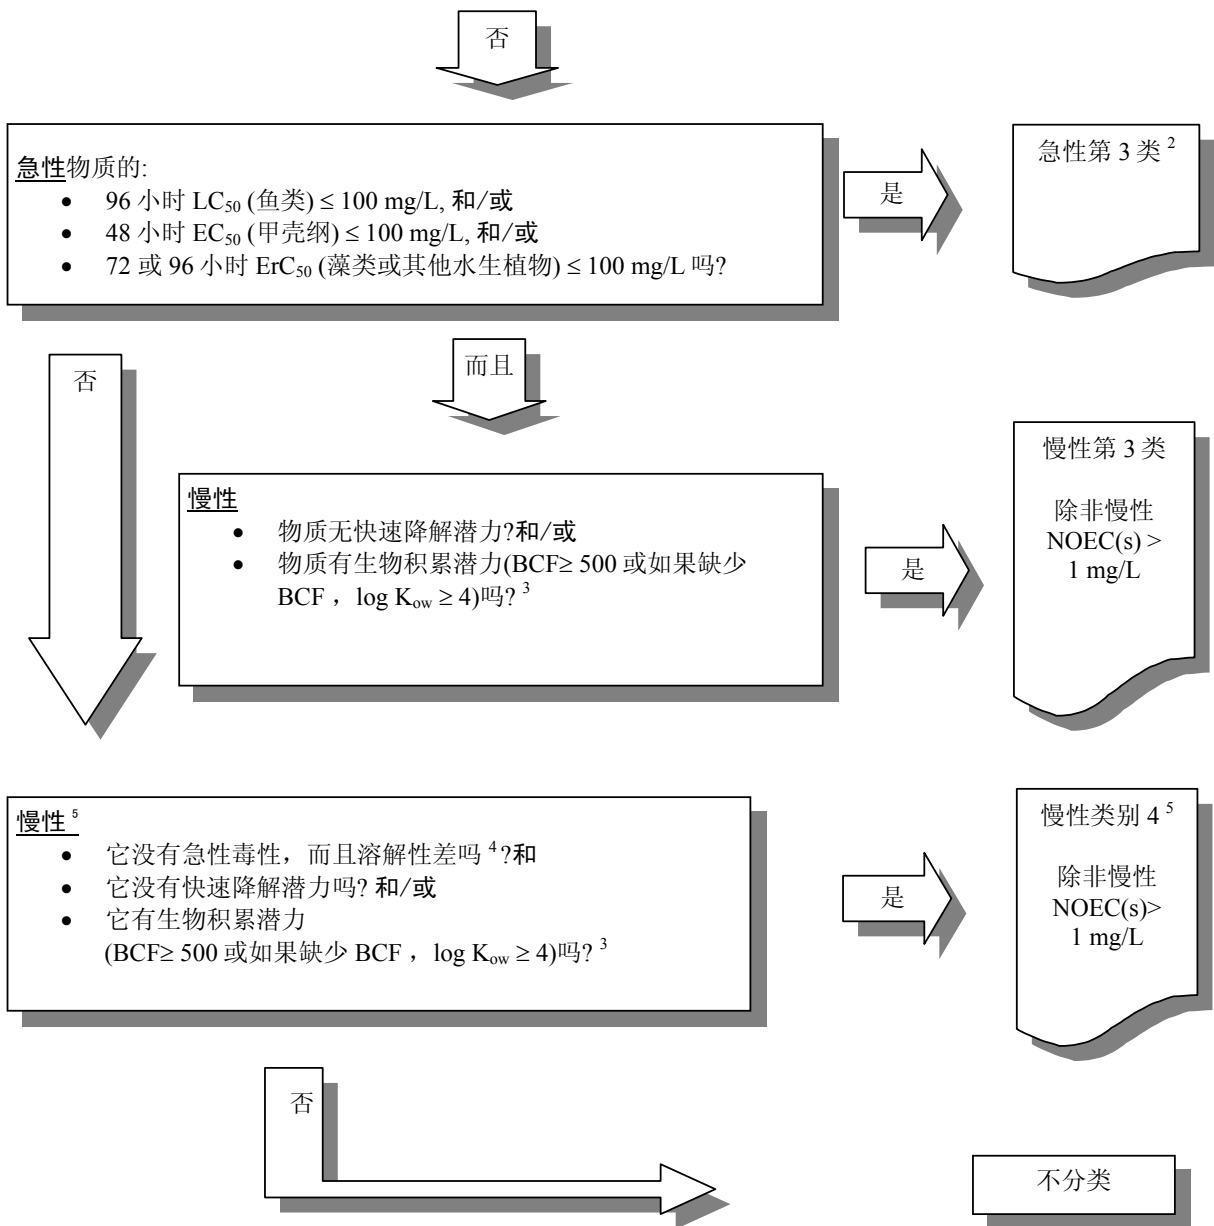 否
急性物质的:
• 96 小时 LC₅₀ (鱼类) ≤ 100 mg/L, 和/或
• 48 小时 EC₅₀ (甲壳纲) ≤ 100 mg/L, 和/或
• 72 或 96 小时 ErC₅₀ (藻类或其他水生植物) ≤ 100 mg/L 吗?
是
急性第 3 类 ²
否
而且
慢性
• 物质无快速降解潜力?和/或
• 物质有生物积累潜力(BCF≥ 500 或如果缺少
BCF , log Kₒw ≥ 4)吗? ³
是
慢性第 3 类
除非慢性
NOEC(s) >
1 mg/L
慢性 ⁵
• 它没有急性毒性，而且溶解性差吗 ⁴?和
• 它没有快速降解潜力吗? 和/或
• 它有生物积累潜力
(BCF≥ 500 或如果缺少 BCF , log Kₒw ≥ 4)吗? ³
是
慢性类别 4 ⁵
除非慢性
NOEC(s)>
1 mg/L
否
不分类